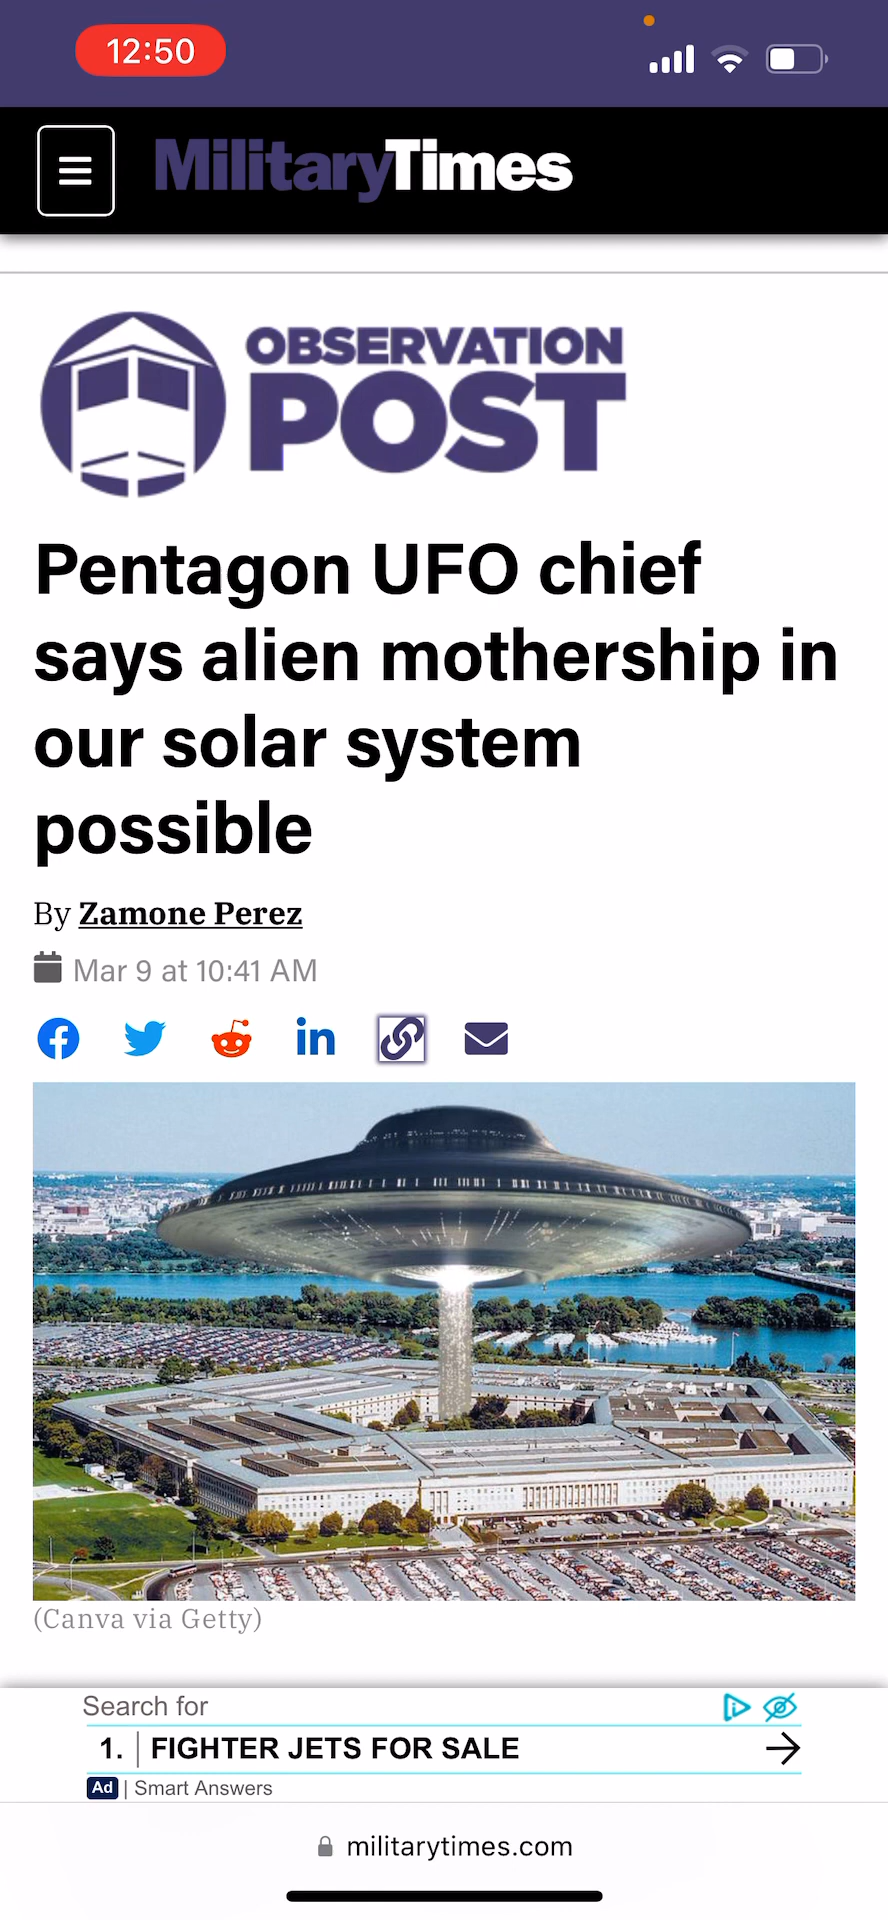 12:50
MilitaryTimes
OBSERVATION
POST
Pentagon UFO chief
says alien mothership in
our solar system
possible
By Zamone Perez
Mar 9 at 10:41 AM
(Canva via Getty)
Search for
1. FIGHTER JETS FOR SALE
Ad | Smart Answers
militarytimes.com